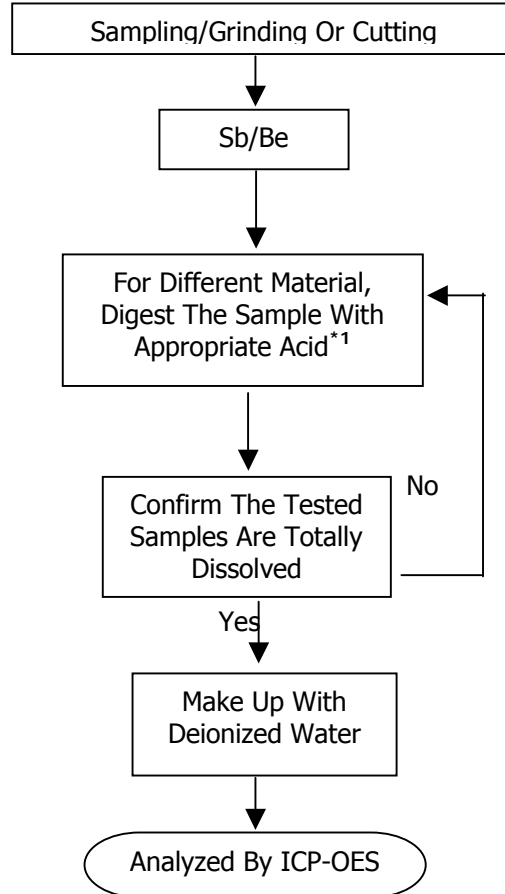 Sampling/Grinding Or Cutting
Sb/Be
For Different Material,
Digest The Sample With
Appropriate Acid*1
No
Confirm The Tested
Samples Are Totally
Dissolved
Yes
Make Up With
Deionized Water
Analyzed By ICP-OES